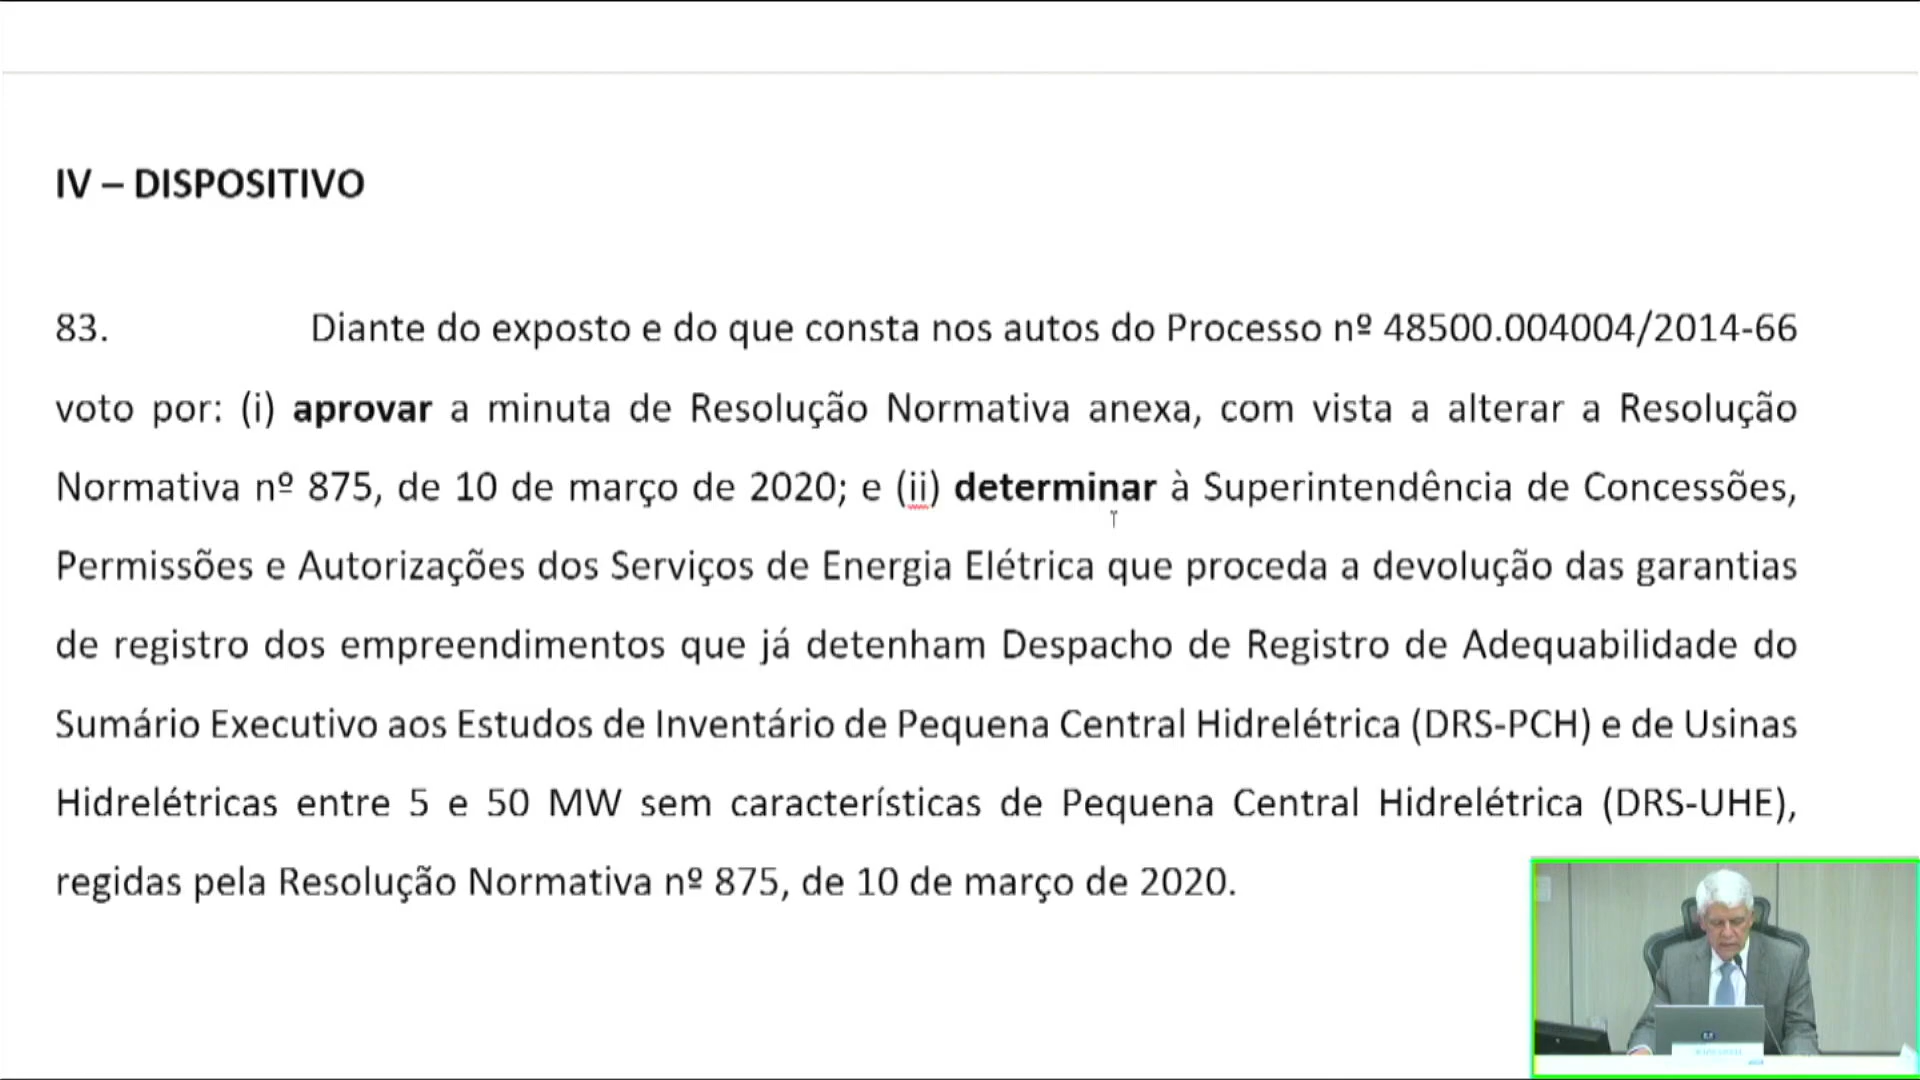 IV – DISPOSITIVO
83. Diante do exposto e do que consta nos autos do Processo nº 48500.004004/2014-66
voto por: (i) aprovar a minuta de Resolução Normativa anexa, com vista a alterar a Resolução
Normativa nº 875, de 10 de março de 2020; e (ii) determinar à Superintendência de Concessões,
Permissões e Autorizações dos Serviços de Energia Elétrica que proceda a devolução das garantias
de registro dos empreendimentos que já detenham Despacho de Registro de Adequabilidade do
Sumário Executivo aos Estudos de Inventário de Pequena Central Hidrelétrica (DRS-PCH) e de Usinas
Hidrelétricas entre 5 e 50 MW sem características de Pequena Central Hidrelétrica (DRS-UHE),
regidas pela Resolução Normativa nº 875, de 10 de março de 2020.